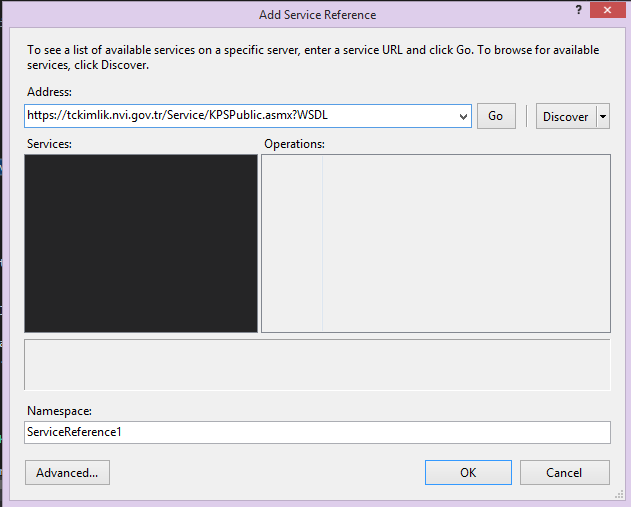 Add Service Reference
?
To see a list of available services on a specific server, enter a service URL and click Go. To browse for available
services, click Discover.
Address:
https://tckimlik.nvi.gov.tr/Service/KPSPublic.asmx?WSDL
Go
Discover
Services:
Operations:
Namespace:
ServiceReference1
Advanced...
OK
Cancel